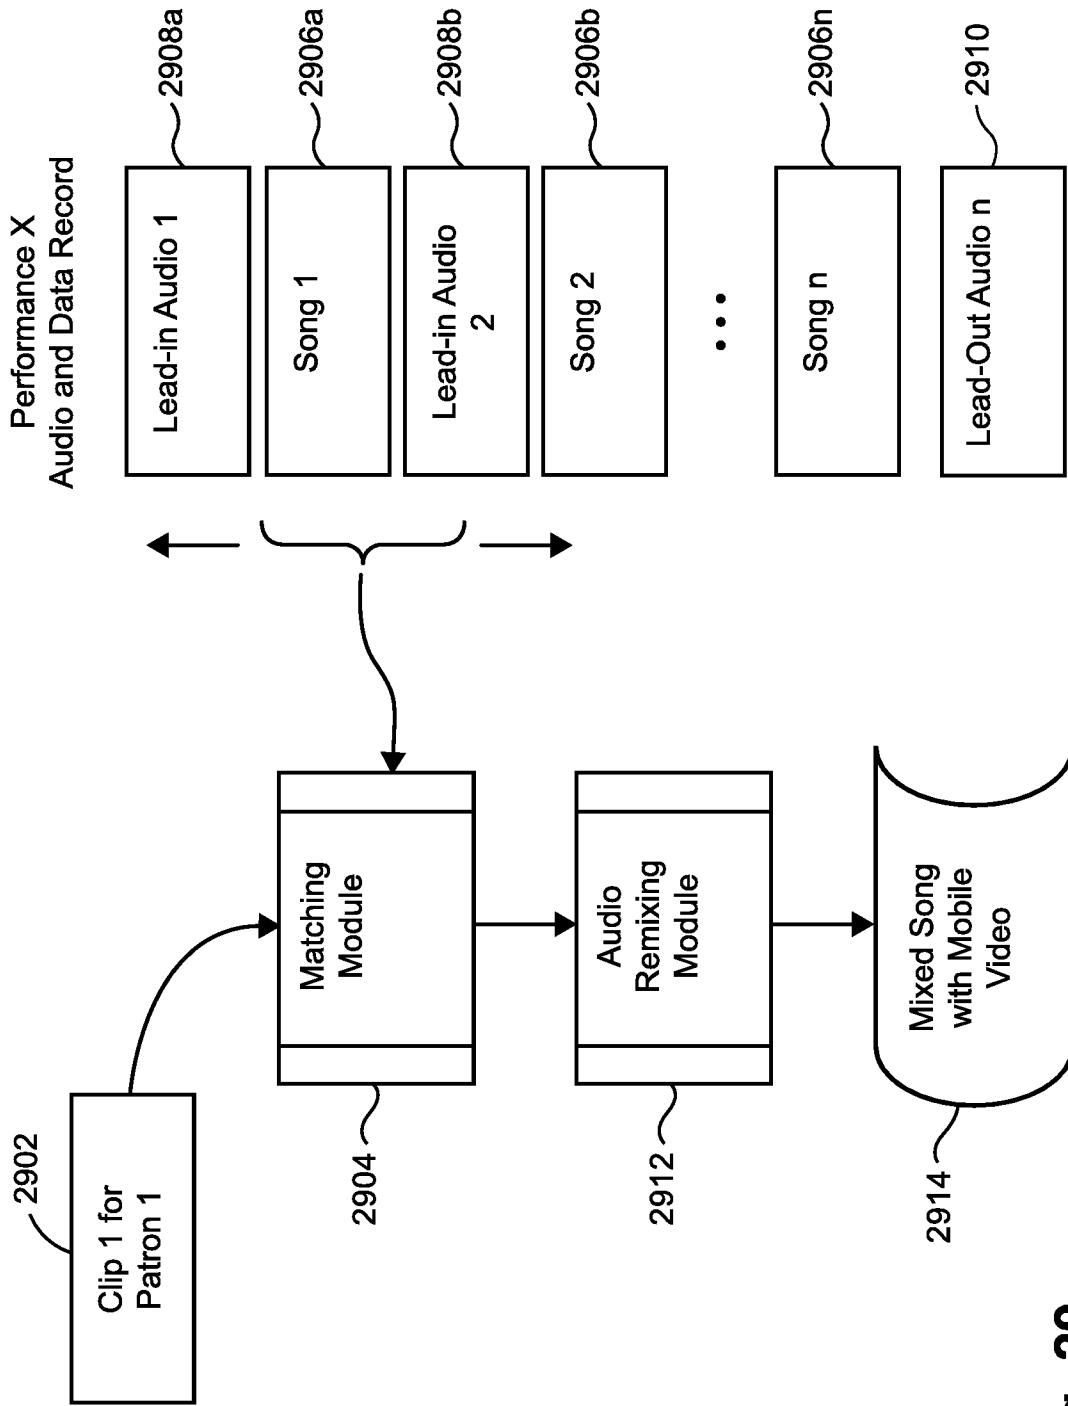 Performance X
Audio and Data Record
Lead-in Audio 1
2908a
Song 1
2906a
Lead-in Audio
2
2908b
Song 2
2906b
Song n
2906n
Lead-Out Audio n
2910
2902
Clip 1 for
Patron 1
Matching
Module
2904
Audio
Remixing
Module
2912
Mixed Song
with Mobile
Video
2914